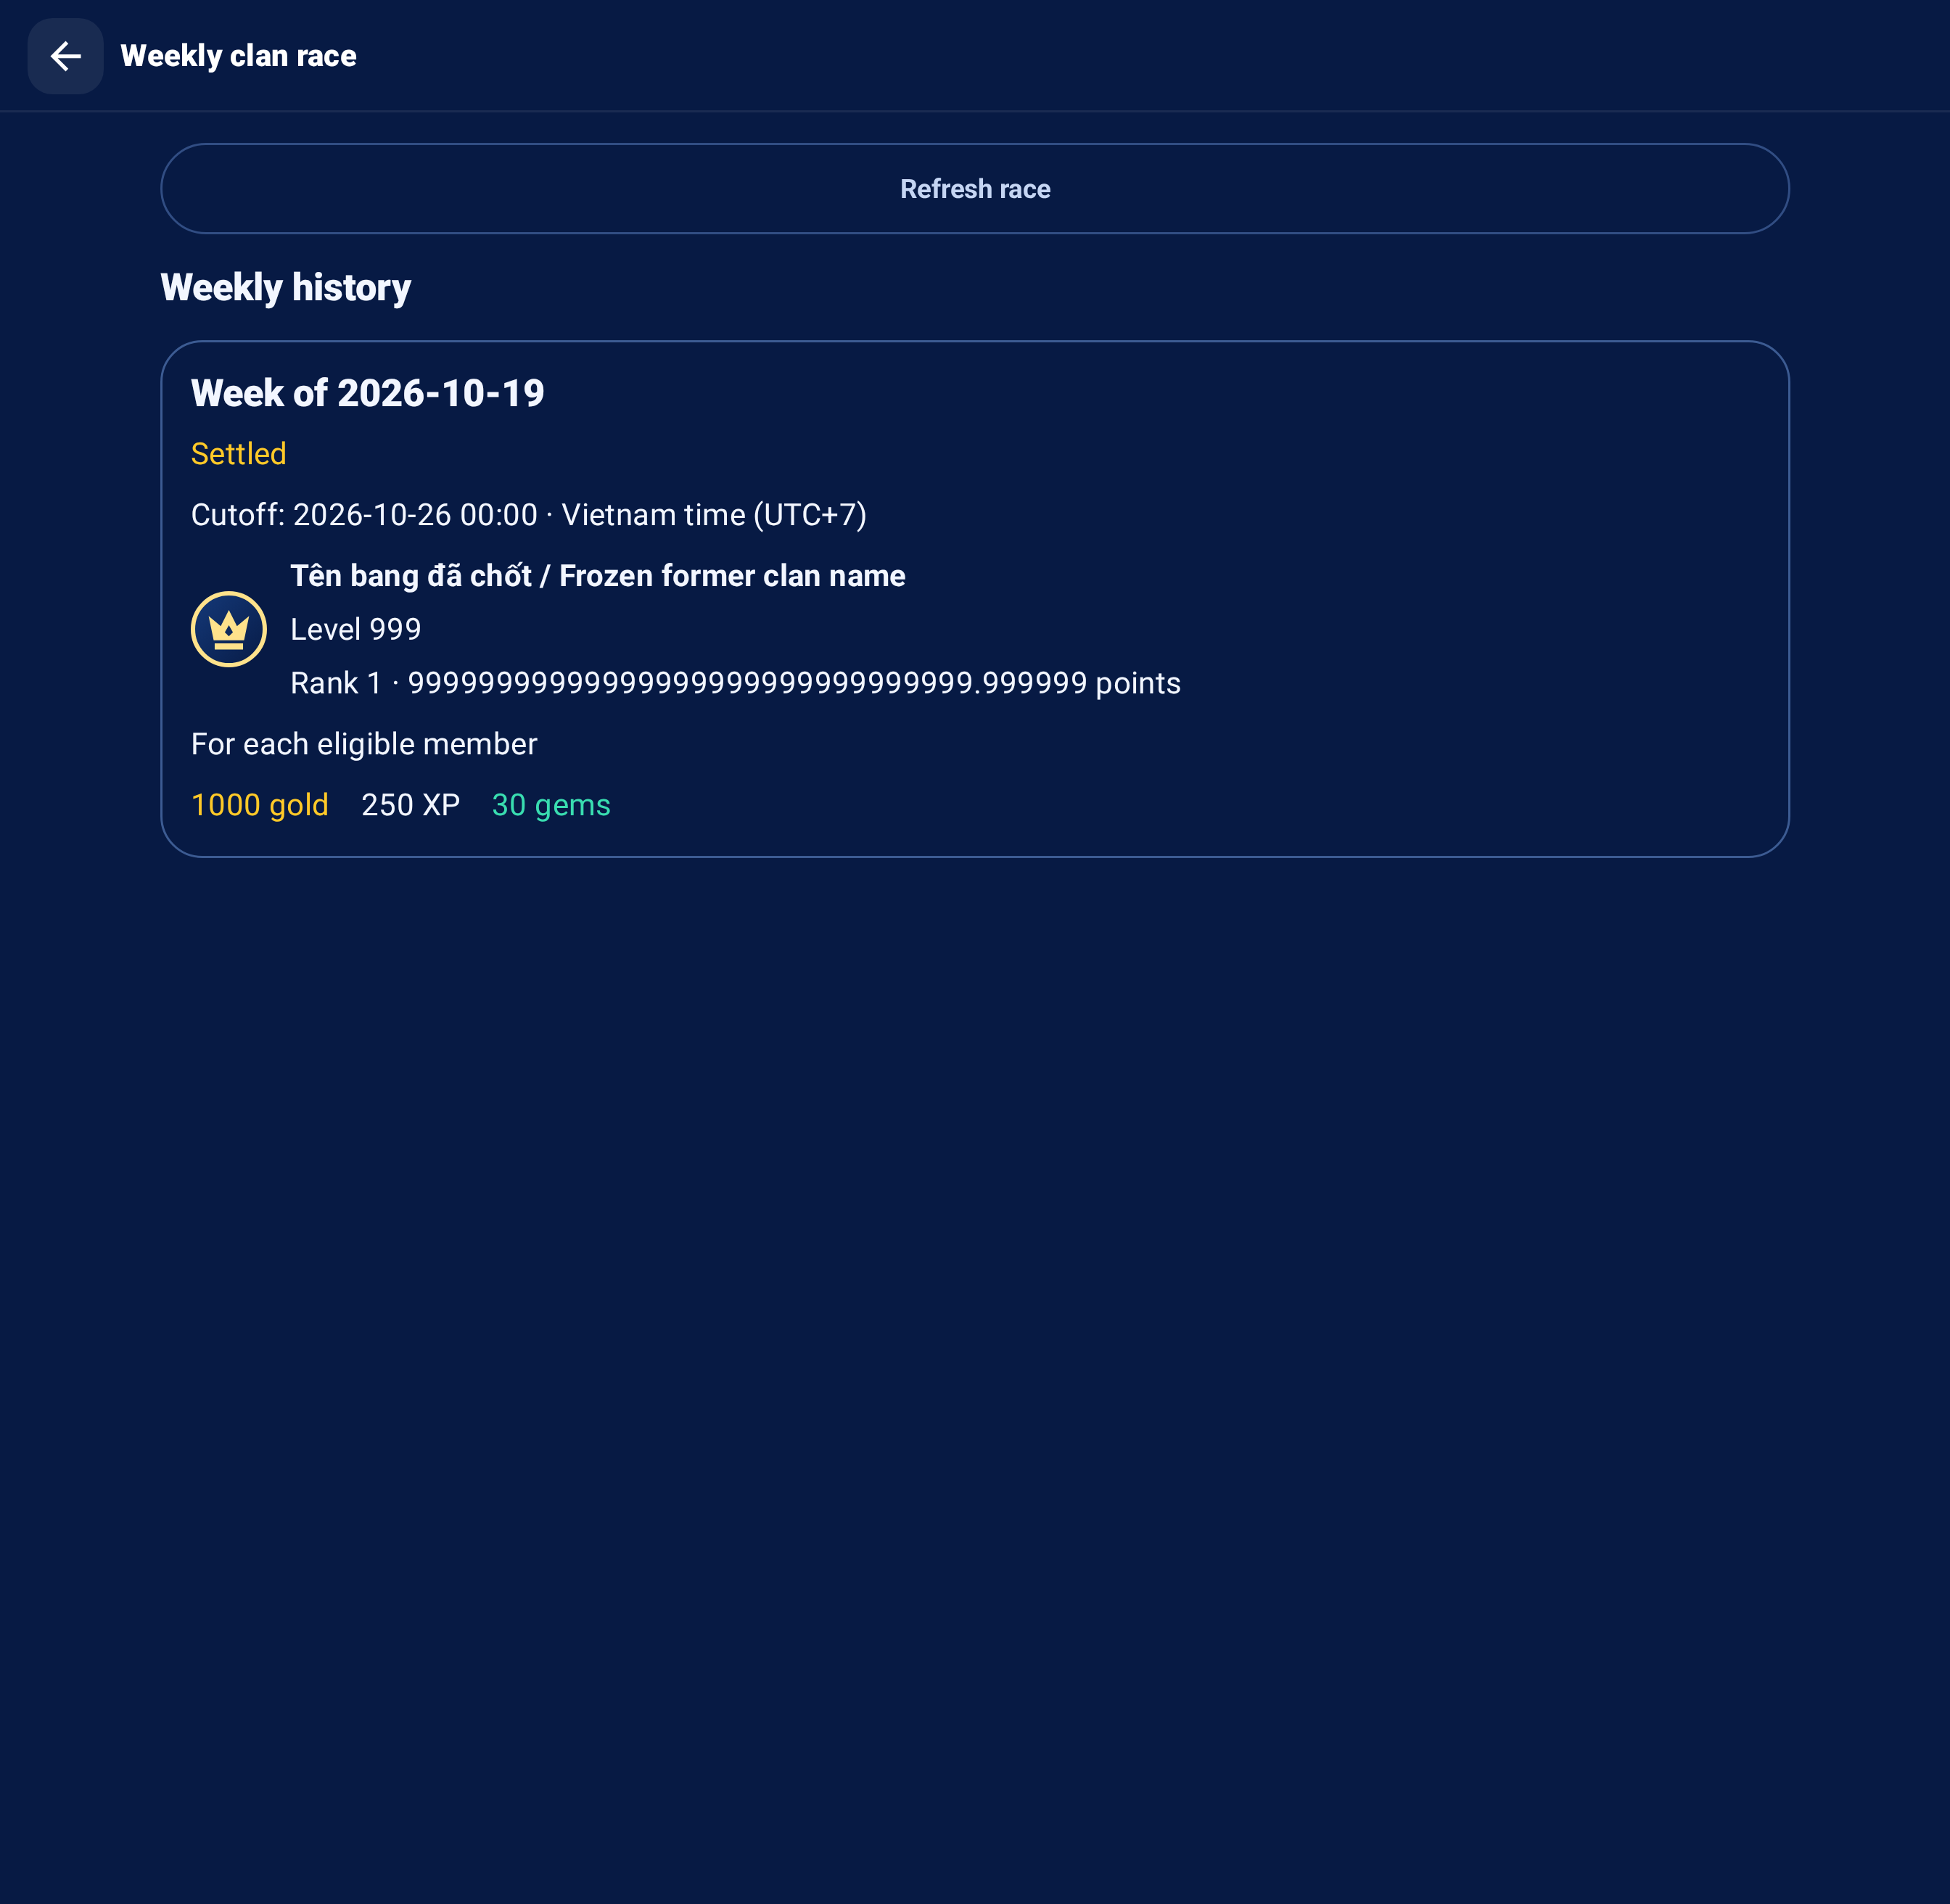 Weekly clan race
Refresh race
Weekly history
Week of 2026-10-19
Settled
Cutoff: 2026-10-26 00:00 · Vietnam time (UTC+7)
Tên bang đã chốt / Frozen former clan name
Level 999
Rank 1 · 99999999999999999999999999999999.999999 points
For each eligible member
1000 gold 250 XP 30 gems